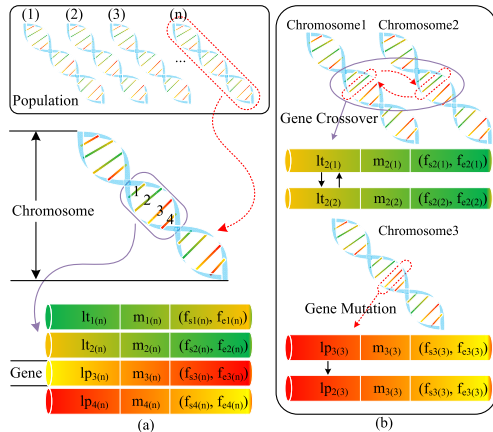 (1) (2) (3) (n)
...
Population
Chromosome
1
2
3
4
lt1(n) m1(n) (fs1(n), fe1(n))
lt2(n) m2(n) (fs2(n), fe2(n))
Gene lp3(n) m3(n) (fs3(n), fe3(n))
lp4(n) m4(n) (fs4(n), fe4(n))
(a)
Chromosome1 Chromosome2
Gene Crossover
lt2(1) m2(1) (fs2(1), fe2(1))
lt2(2) m2(2) (fs2(2), fe2(2))
Chromosome3
Gene Mutation
lp3(3) m3(3) (fs3(3), fe3(3))
lp2(3) m3(3) (fs3(3), fe3(3))
(b)